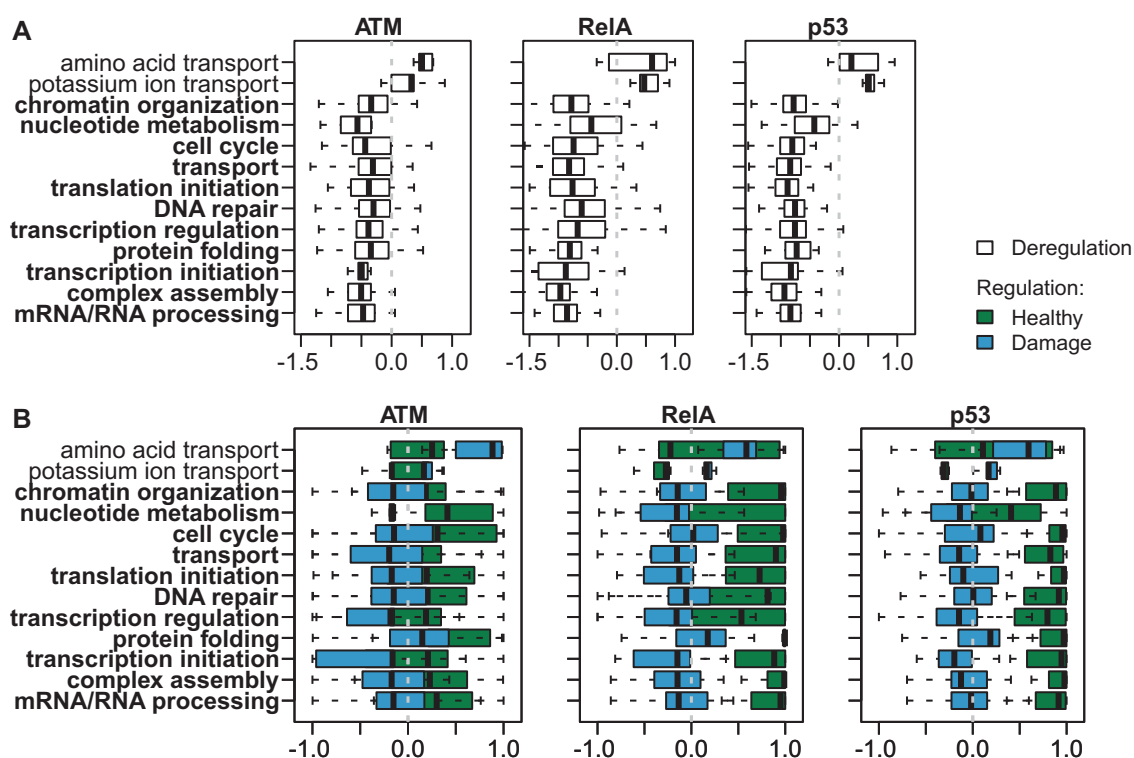 A
ATM
RelA
p53
amino acid transport
potassium ion transport
chromatin organization
nucleotide metabolism
cell cycle
transport
translation initiation
DNA repair
transcription regulation
protein folding
transcription initiation
complex assembly
mRNA/RNA processing
-1.5 0.0 1.0
-1.5 0.0 1.0
-1.5 0.0 1.0
Deregulation
Regulation:
Healthy
Damage
B
ATM
RelA
p53
amino acid transport
potassium ion transport
chromatin organization
nucleotide metabolism
cell cycle
transport
translation initiation
DNA repair
transcription regulation
protein folding
transcription initiation
complex assembly
mRNA/RNA processing
-1.0 0.0 1.0
-1.0 0.0 1.0
-1.0 0.0 1.0